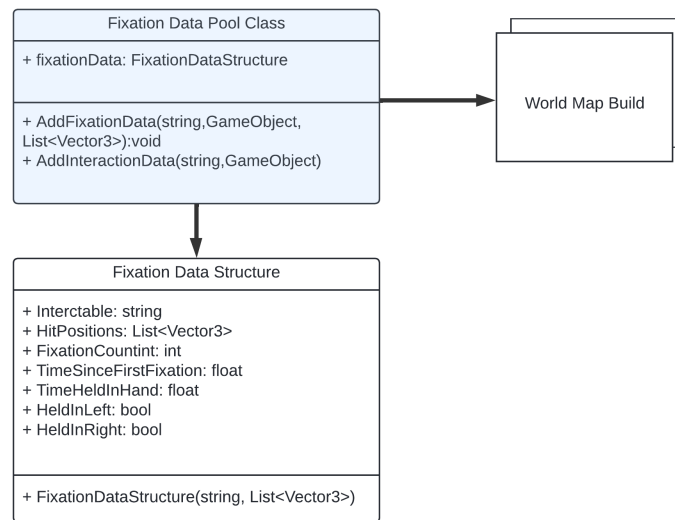 Fixation Data Pool Class
+ fixationData: FixationDataStructure
+ AddFixationData(string,GameObject,
List<Vector3>):void
+ AddInteractionData(string,GameObject)
World Map Build
Fixation Data Structure
+ Interctable: string
+ HitPositions: List<Vector3>
+ FixationCountint: int
+ TimeSinceFirstFixation: float
+ TimeHeldInHand: float
+ HeldInLeft: bool
+ HeldInRight: bool
+ FixationDataStructure(string, List<Vector3>)